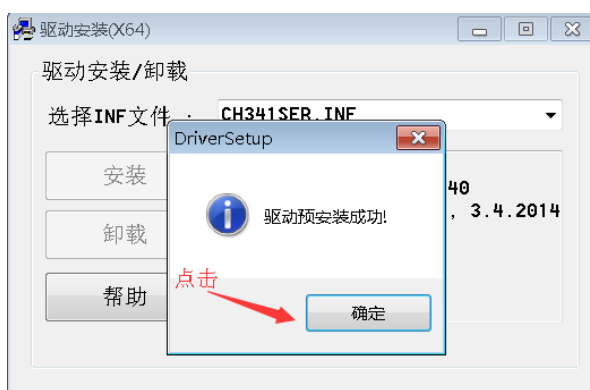 驱动安装(X64)
驱动安装/卸载
选择INF文件 :
CH341SER.INF
DriverSetup
安装
40
驱动预安装成功!
, 3.4.2014
卸载
点击
帮助
确定